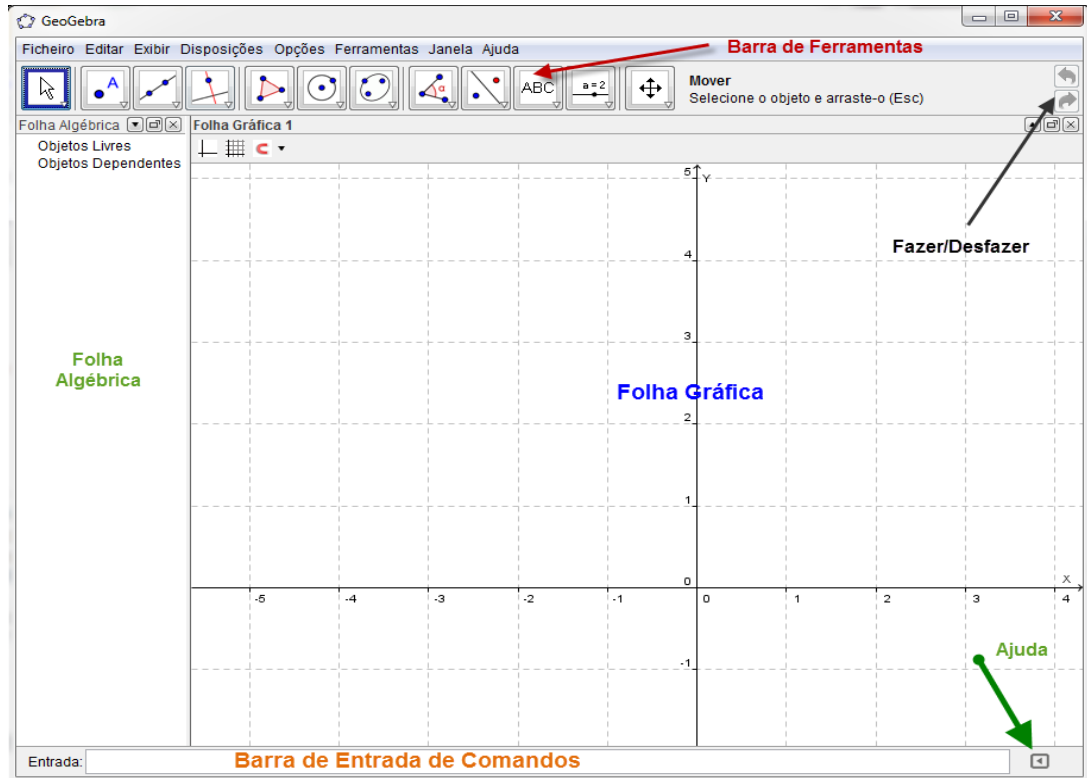 GeoGebra
Ficheiro Editar Exibir Disposições Opções Ferramentas Janela Ajuda
Barra de Ferramentas
A
α
ABC
a=2
Mover
Selecione o objeto e arraste-o (Esc)
Folha Algébrica
Folha Gráfica 1
Objetos Livres
Objetos Dependentes
5
Y
Fazer/Desfazer
4
3
Folha
Algébrica
Folha Gráfica
2
1
0
X
-5 -4 -3 -2 -1 0 1 2 3 4
Ajuda
-1
Entrada:
Barra de Entrada de Comandos